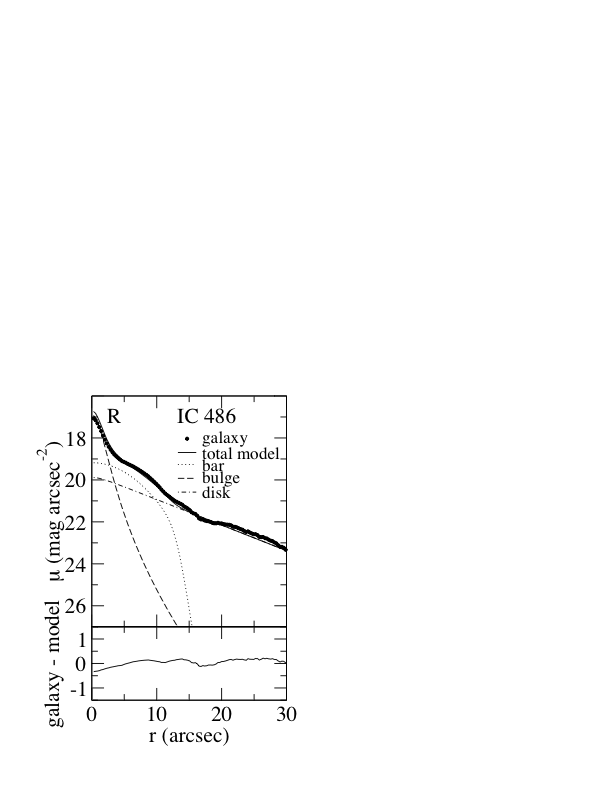 R IC 486
galaxy
total model
bar
bulge
disk
18
20
22
24
26
μ (mag arcsec-2)
1
0
-1
galaxy - model
0 10 20 30
r (arcsec)